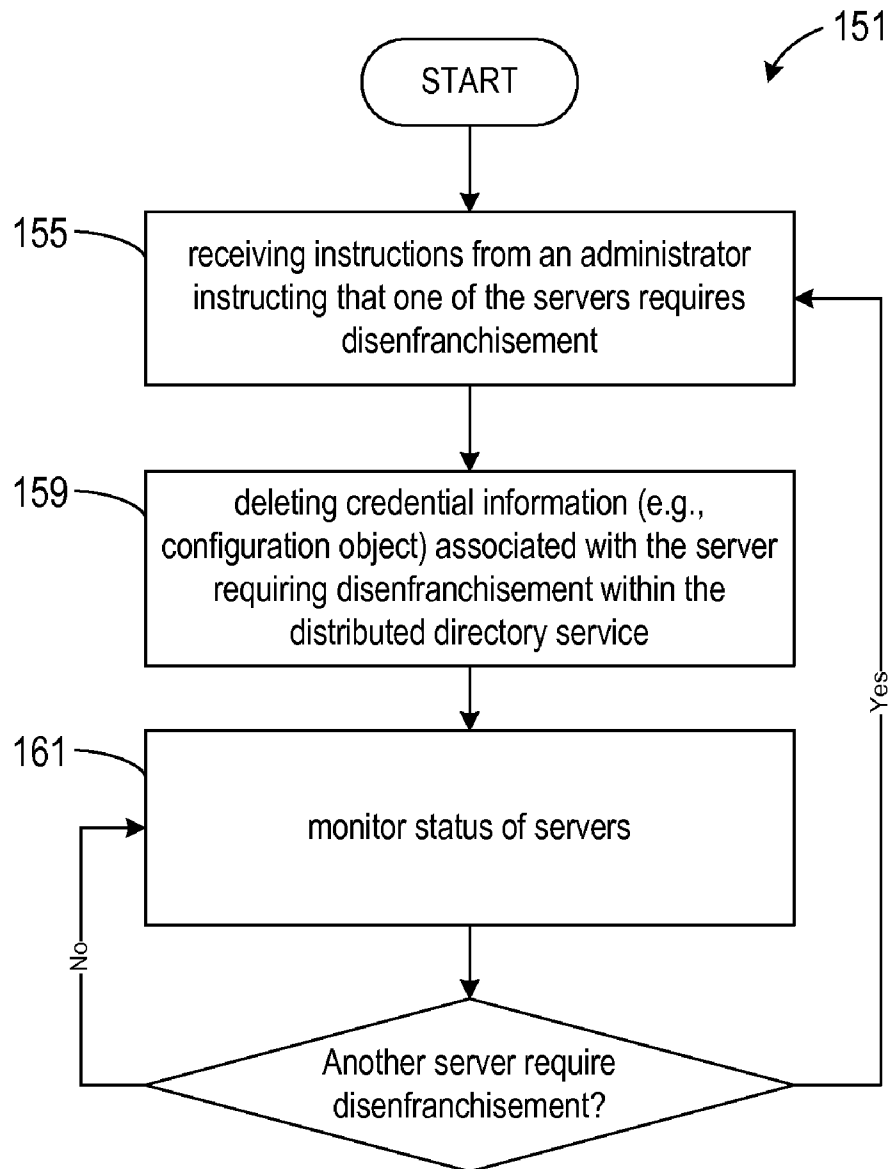 151
START
155
receiving instructions from an administrator
instructing that one of the servers requires
disenfranchisement
159
deleting credential information (e.g.,
configuration object) associated with the server
requiring disenfranchisement within the
distributed directory service
161
monitor status of servers
Yes
No
Another server require
disenfranchisement?